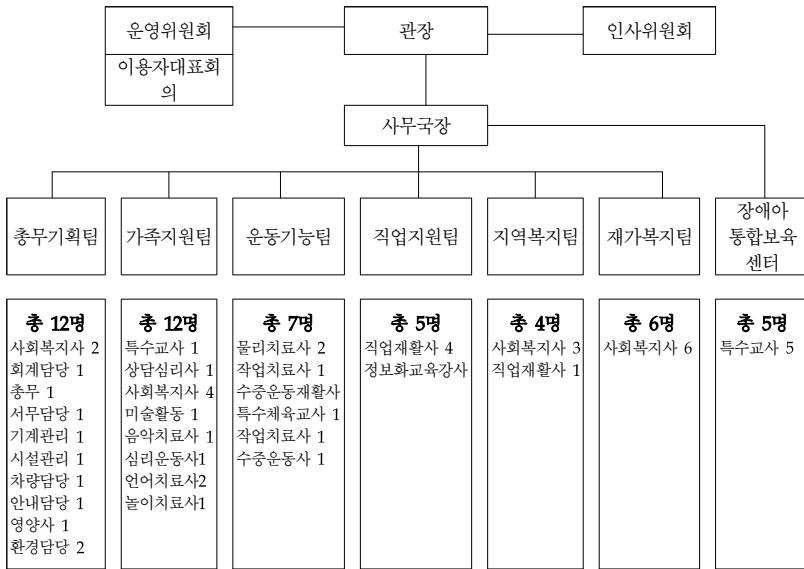 운영위원회
관장
인사위원회
이용자대표회
의
사무국장
총무기획팀
가족지원팀
운동기능팀
직업지원팀
지역복지팀
재가복지팀
장애아
통합보육
센터
총 12명
사회복지사 2
회계담당 1
총무 1
서무담당 1
기계관리 1
시설관리 1
차량담당 1
안내담당 1
영양사 1
환경담당 2
총 12명
특수교사 1
상담심리사 1
사회복지사 4
미술활동 1
음악치료사 1
심리운동사1
언어치료사2
놀이치료사1
총 7명
물리치료사 2
작업치료사 1
수중운동재활사
특수체육교사 1
작업치료사 1
수중운동사 1
총 5명
직업재활사 4
정보화교육강사
총 4명
사회복지사 3
직업재활사 1
총 6명
사회복지사 6
총 5명
특수교사 5